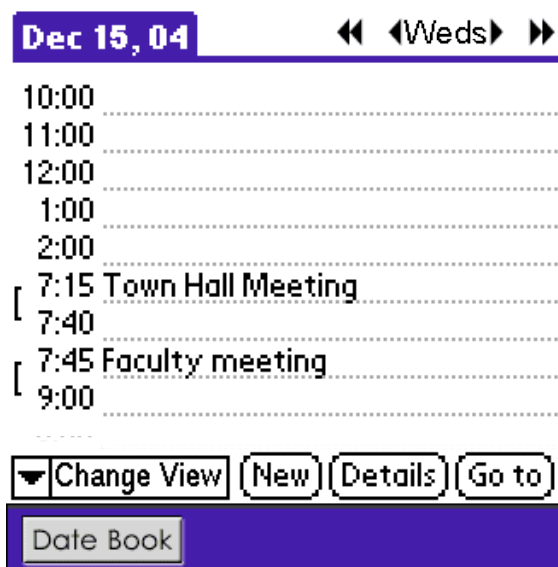 Dec 15, 04 Weds
10:00
11:00
12:00
1:00
2:00
7:15 Town Hall Meeting
7:40
7:45 Faculty meeting
9:00
Change View New Details Go to
Date Book